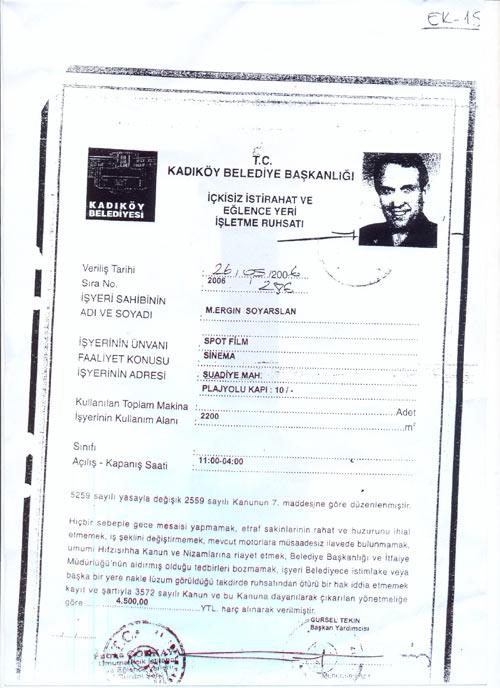 EK-15
T.C.
KADIKÖY BELEDİYE BAŞKANLIĞI
KADIKÖY
BELEDİYESİ
İÇKİSİZ İSTİRAHAT VE
EĞLENCE YERİ
İŞLETME RUHSATI
Veriliş Tarihi 26/05/2006
Sıra No. 2006 286
İŞYERİ SAHİBİNİN
ADI VE SOYADI M.ERGIN SOYARSLAN
İŞYERİNİN ÜNVANI SPOT FİLM
FAALİYET KONUSU SİNEMA
İŞYERİNİN ADRESİ SUADİYE MAH.
PLAJYOLU KAPI : 10 / -
Kullanılan Toplam Makina Adet
İşyerinin Kullanım Alanı 2200 m²
Sınıfı
Açılış - Kapanış Saati 11:00-04:00
5259 sayılı yasayla değişik 2559 sayılı Kanunun 7. maddesine göre düzenlenmiştir.
Hiçbir sebeple gece mesaisi yapmamak, etraf sakinlerinin rahat ve huzurunu ihlal
etmemek, iş şeklini değiştirmemek, mevcut motorlara müsaadesiz ilavede bulunmamak,
umumi Hıfzısıhha Kanun ve Nizamlarına riayet etmek, Belediye Başkanlığı ve İtfaiye
Müdürlüğü'nün aldırmış olduğu tedbirleri bozmamak, işyeri Belediyece istimlake veya
başka bir yere nakle lüzum görüldüğü takdirde ruhsatından ötürü bir hak iddia etmemek
kayıt ve şartıyla 3572 sayılı Kanun ve bu Kanuna dayanılarak çıkarılan yönetmeliğe
göre 4.500,00 YTL. harç alınarak verilmiştir.
GÜRSEL TEKIN
Başkan Yardımcısı
T.C.